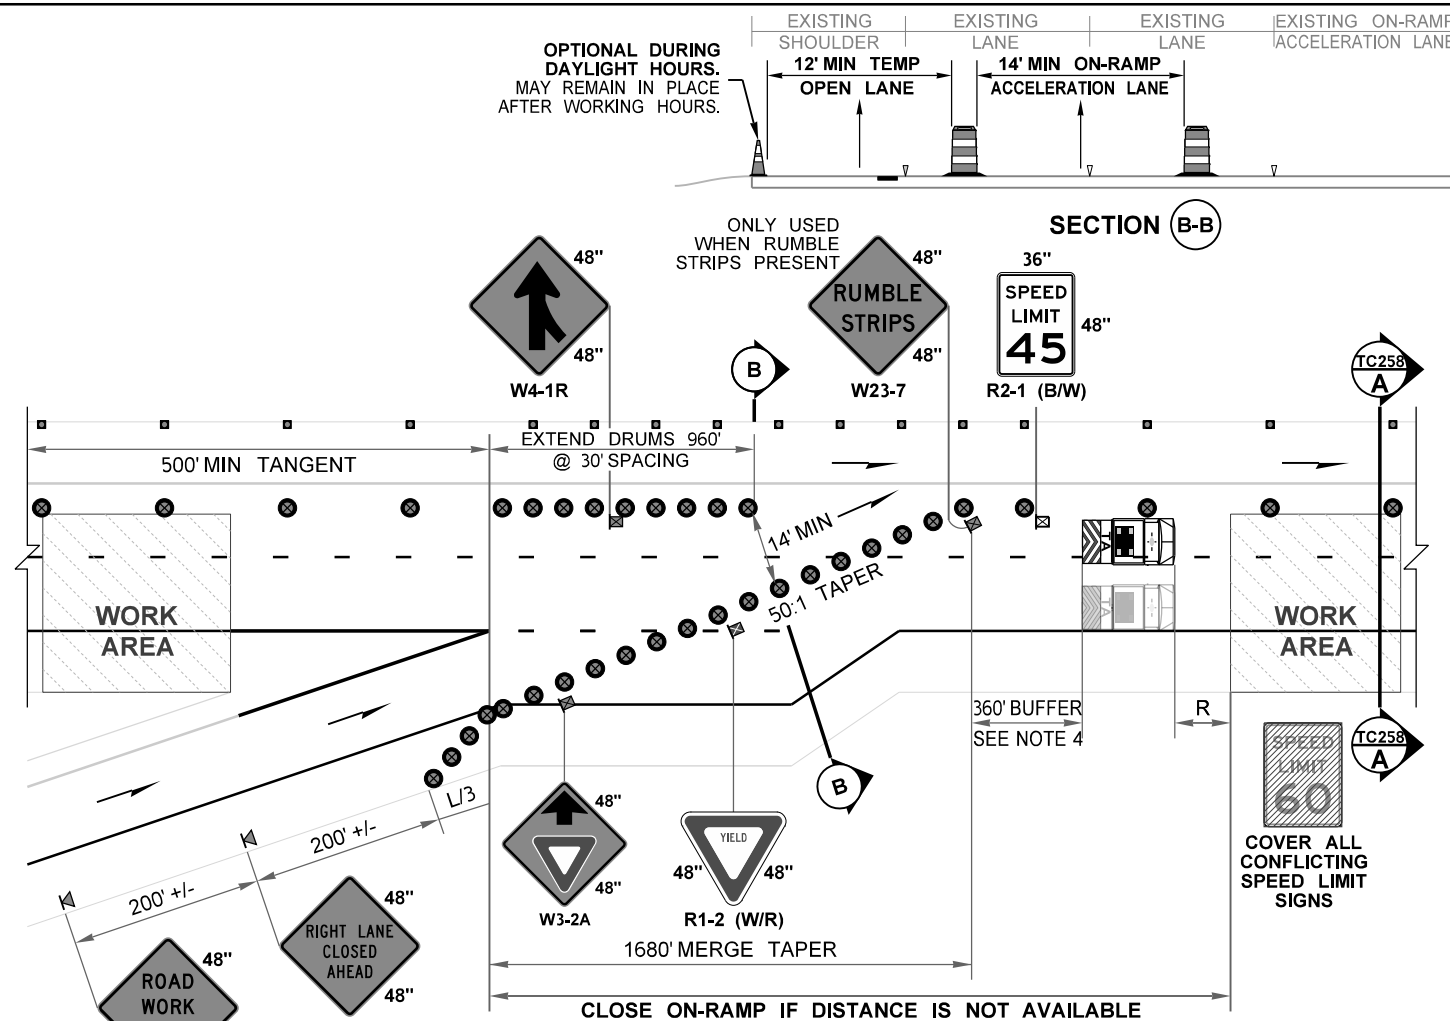 EXISTING SHOULDER
EXISTING LANE
EXISTING LANE
EXISTING ON-RAMP
ACCELERATION LANE
OPTIONAL DURING
DAYLIGHT HOURS.
MAY REMAIN IN PLACE
AFTER WORKING HOURS.
12' MIN TEMP
OPEN LANE
14' MIN ON-RAMP
ACCELERATION LANE
SECTION B-B
ONLY USED
WHEN RUMBLE
STRIPS PRESENT
48"
48"
W4-1R
RUMBLE
STRIPS
48"
48"
W23-7
36"
SPEED
LIMIT
45
48"
R2-1 (B/W)
B
TC258
A
500' MIN TANGENT
EXTEND DRUMS 960'
@ 30' SPACING
14' MIN
50:1 TAPER
WORK
AREA
WORK
AREA
360' BUFFER
SEE NOTE 4
R
TC258
A
B
L/3
200' +/-
200' +/-
48"
48"
W3-2A
YIELD
48"
48"
R1-2 (W/R)
SPEED
LIMIT
60
COVER ALL
CONFLICTING
SPEED LIMIT
SIGNS
RIGHT LANE
CLOSED
AHEAD
48"
48"
ROAD
WORK
48"
1680' MERGE TAPER
CLOSE ON-RAMP IF DISTANCE IS NOT AVAILABLE